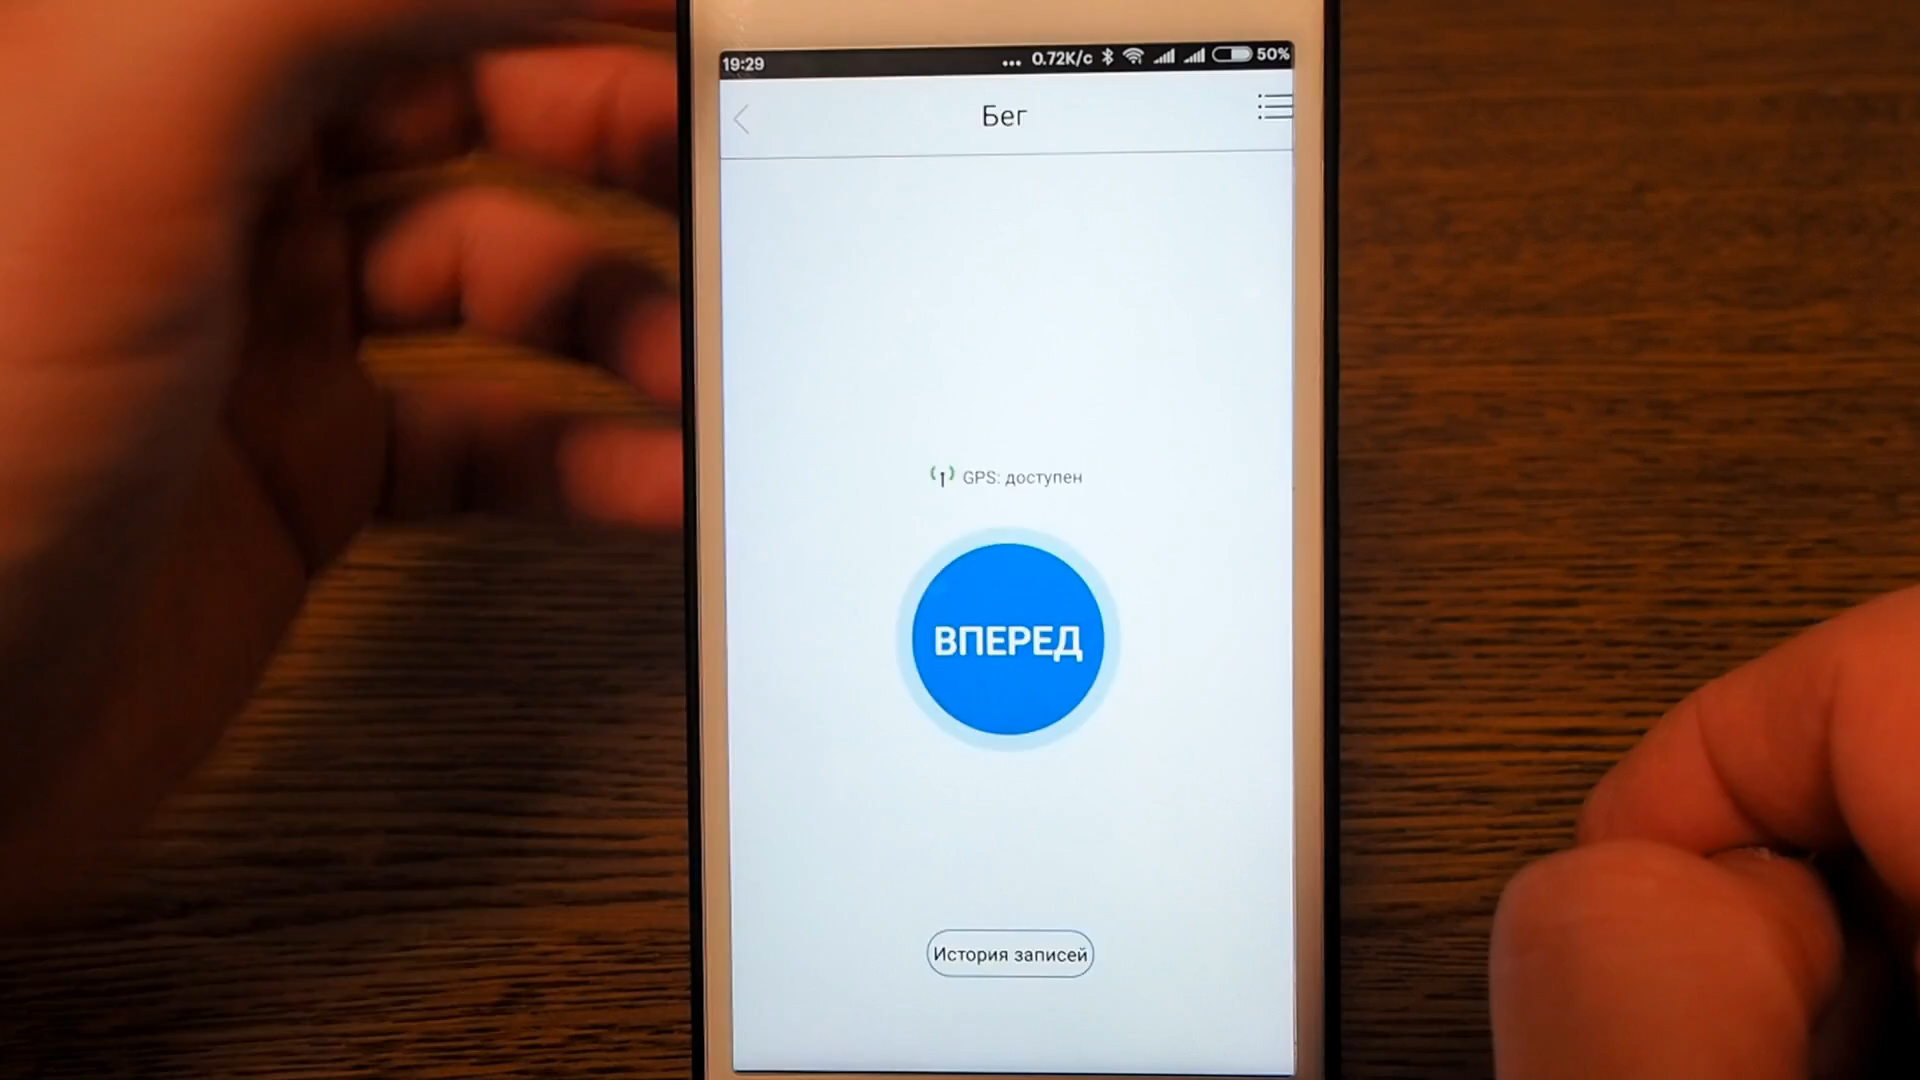 19:29 ... 0.72K/c 50%
Бег
GPS: доступен
ВПЕРЕД
История записей